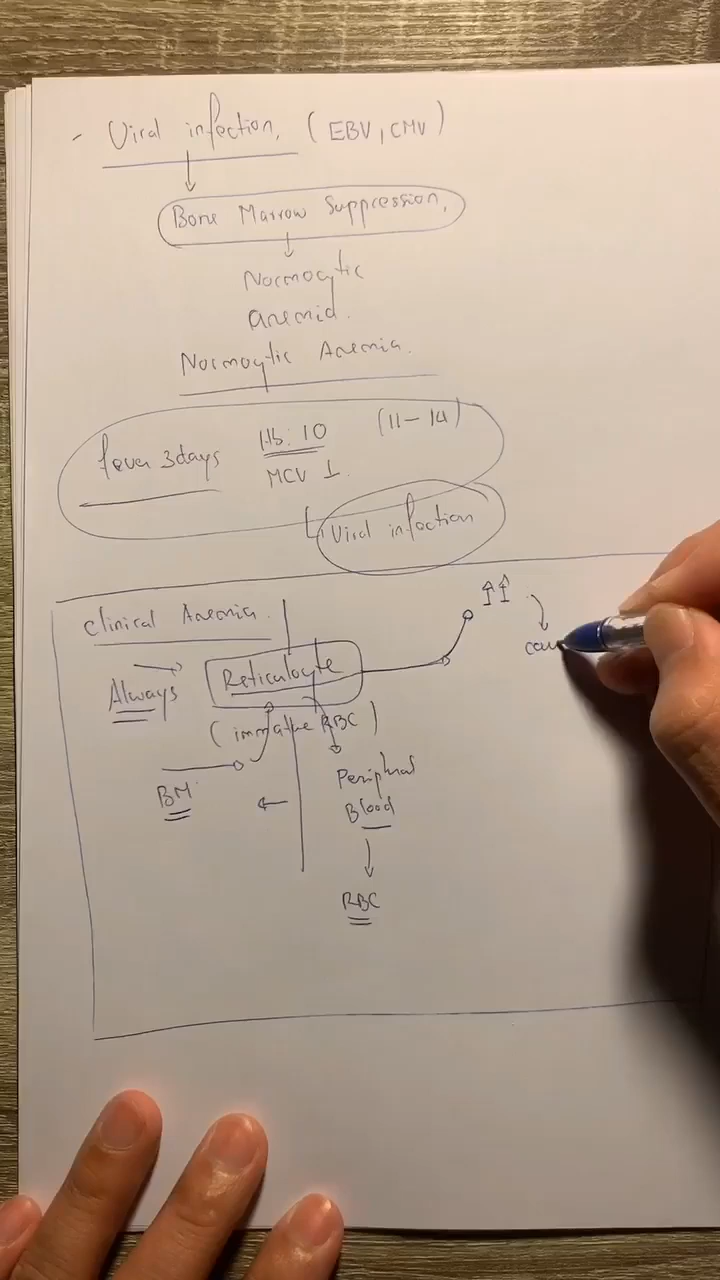 - Viral infection, (EBV, CMV)
↓
Bone Marrow Suppression,
↓
Normocytic
anemia.
Normoytic Anemia.
fever 3days Hb: 10 (11-14)
MCV ⊥
Viral infection
Clinical Anemia.
↑↑
Always → Reticulocyte
(immature RBC)
BM
←
Peripheral
Blood
↓
RBC